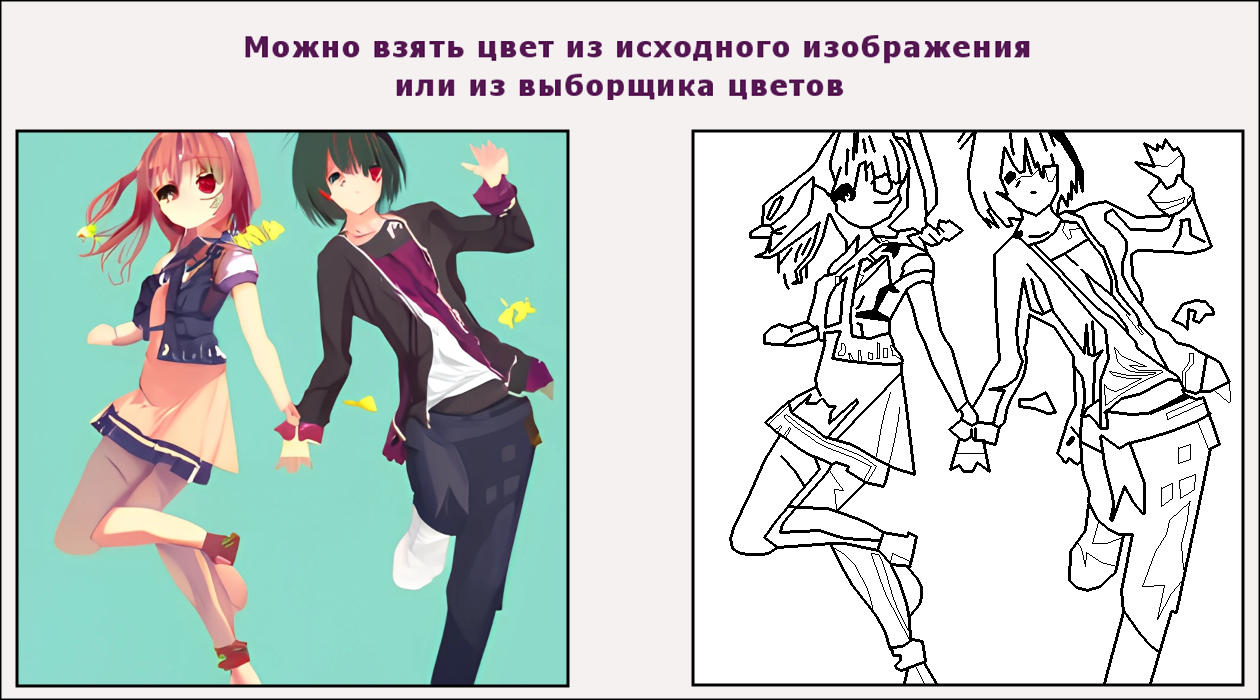 Можно взять цвет из исходного изображения
или из выборщика цветов